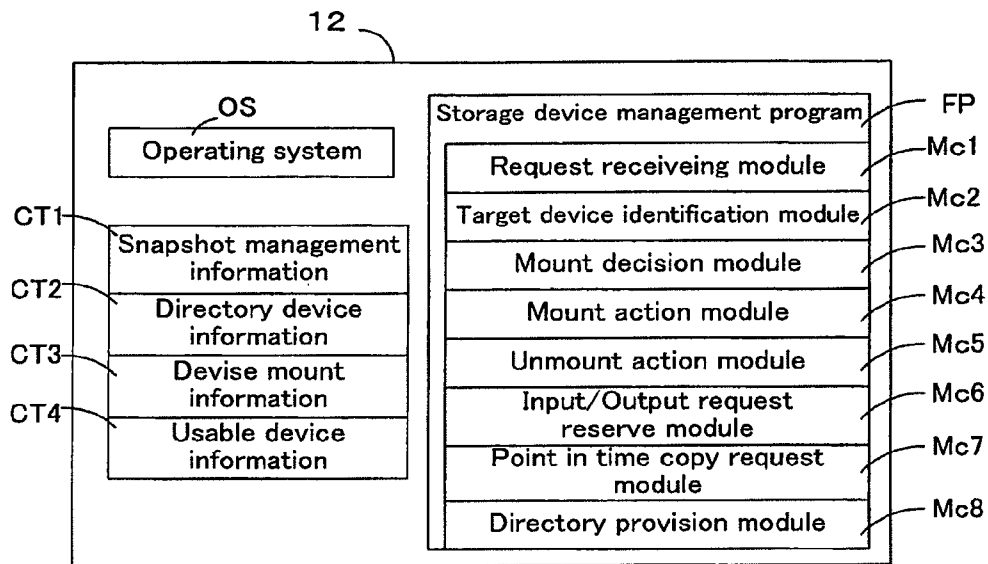 12
OS
Operating system
CT1
Snapshot management
information
CT2
Directory device
information
CT3
Devise mount
information
CT4
Usable device
information
Storage device management program
FP
Request receiveing module
Mc1
Target device identification module
Mc2
Mount decision module
Mc3
Mount action module
Mc4
Unmount action module
Mc5
Input/Output request
reserve module
Mc6
Point in time copy request
module
Mc7
Directory provision module
Mc8